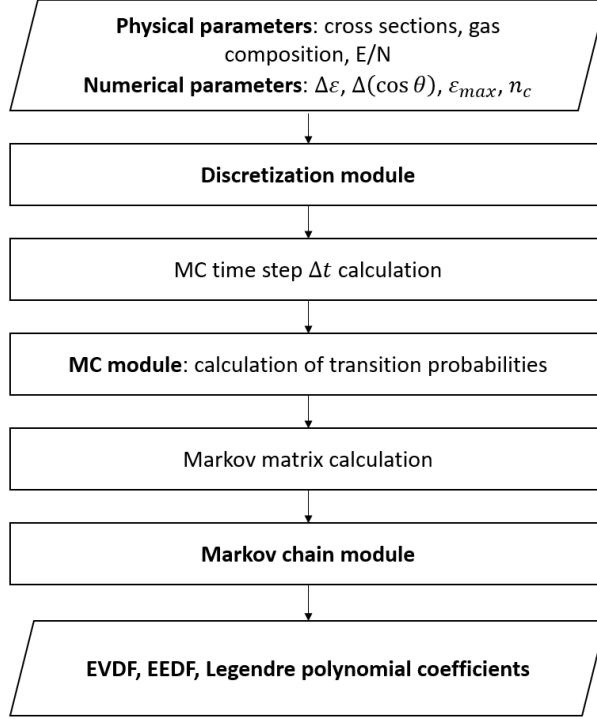 Physical parameters: cross sections, gas
composition, E/N
Numerical parameters: Δε, Δ(cos θ), ε_max, n_c
Discretization module
MC time step Δt calculation
MC module: calculation of transition probabilities
Markov matrix calculation
Markov chain module
EVDF, EEDF, Legendre polynomial coefficients